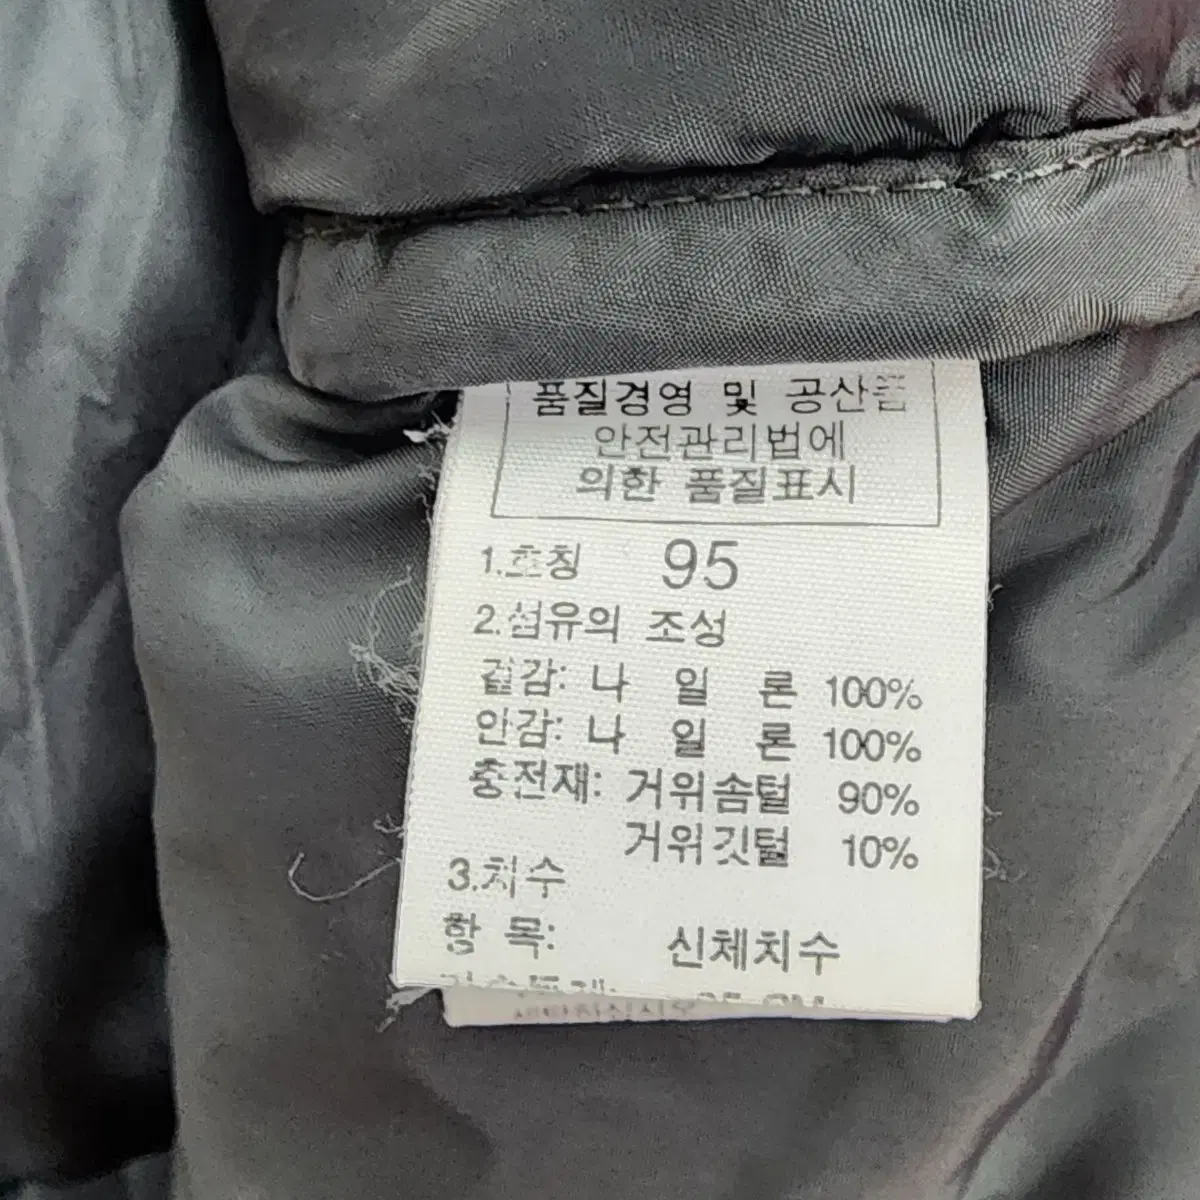 품질경영 및 공산품
안전관리법에
의한 품질표시
1.호칭 95
2.섬유의 조성
겉감: 나 일 론 100%
안감: 나 일 론 100%
충전재: 거위솜털 90%
거위깃털 10%
3.치수
항 목: 신체치수